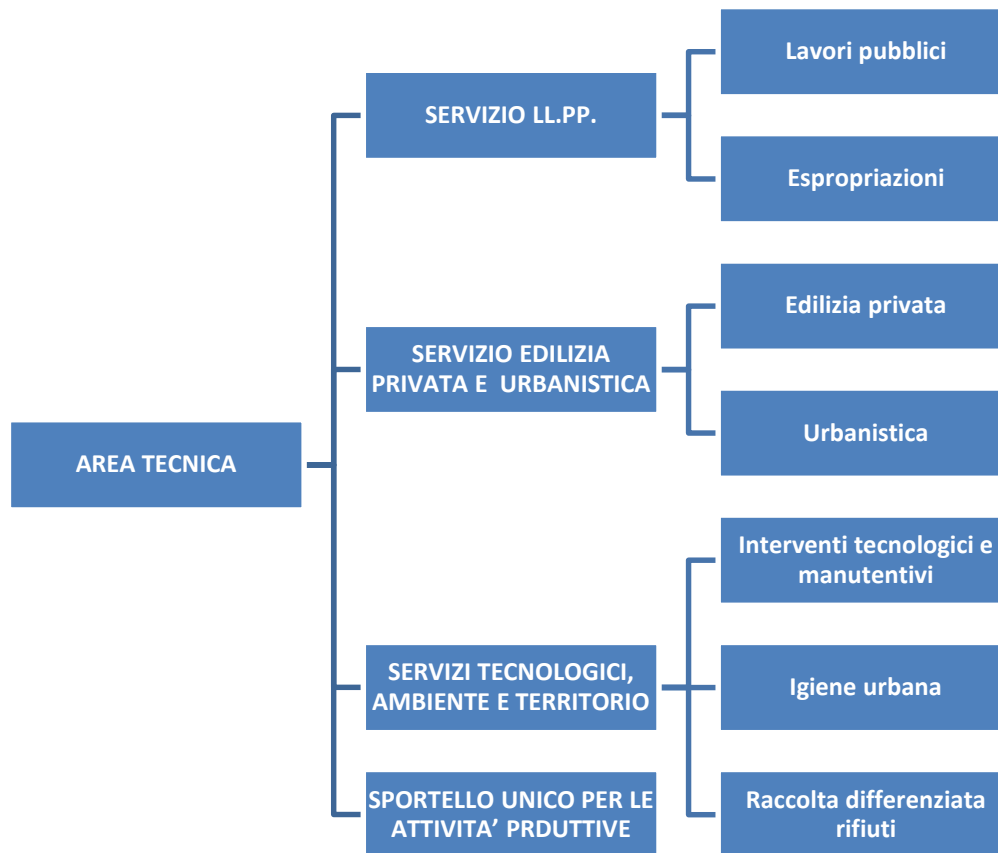 AREA TECNICA
SERVIZIO LL.PP.
Lavori pubblici
Espropriazioni
SERVIZIO EDILIZIA
PRIVATA E  URBANISTICA
Edilizia privata
Urbanistica
SERVIZI TECNOLOGICI,
AMBIENTE E TERRITORIO
Interventi tecnologici e
manutentivi
Igiene urbana
Raccolta differenziata
rifiuti
SPORTELLO UNICO PER LE
ATTIVITA’ PRDUTTIVE